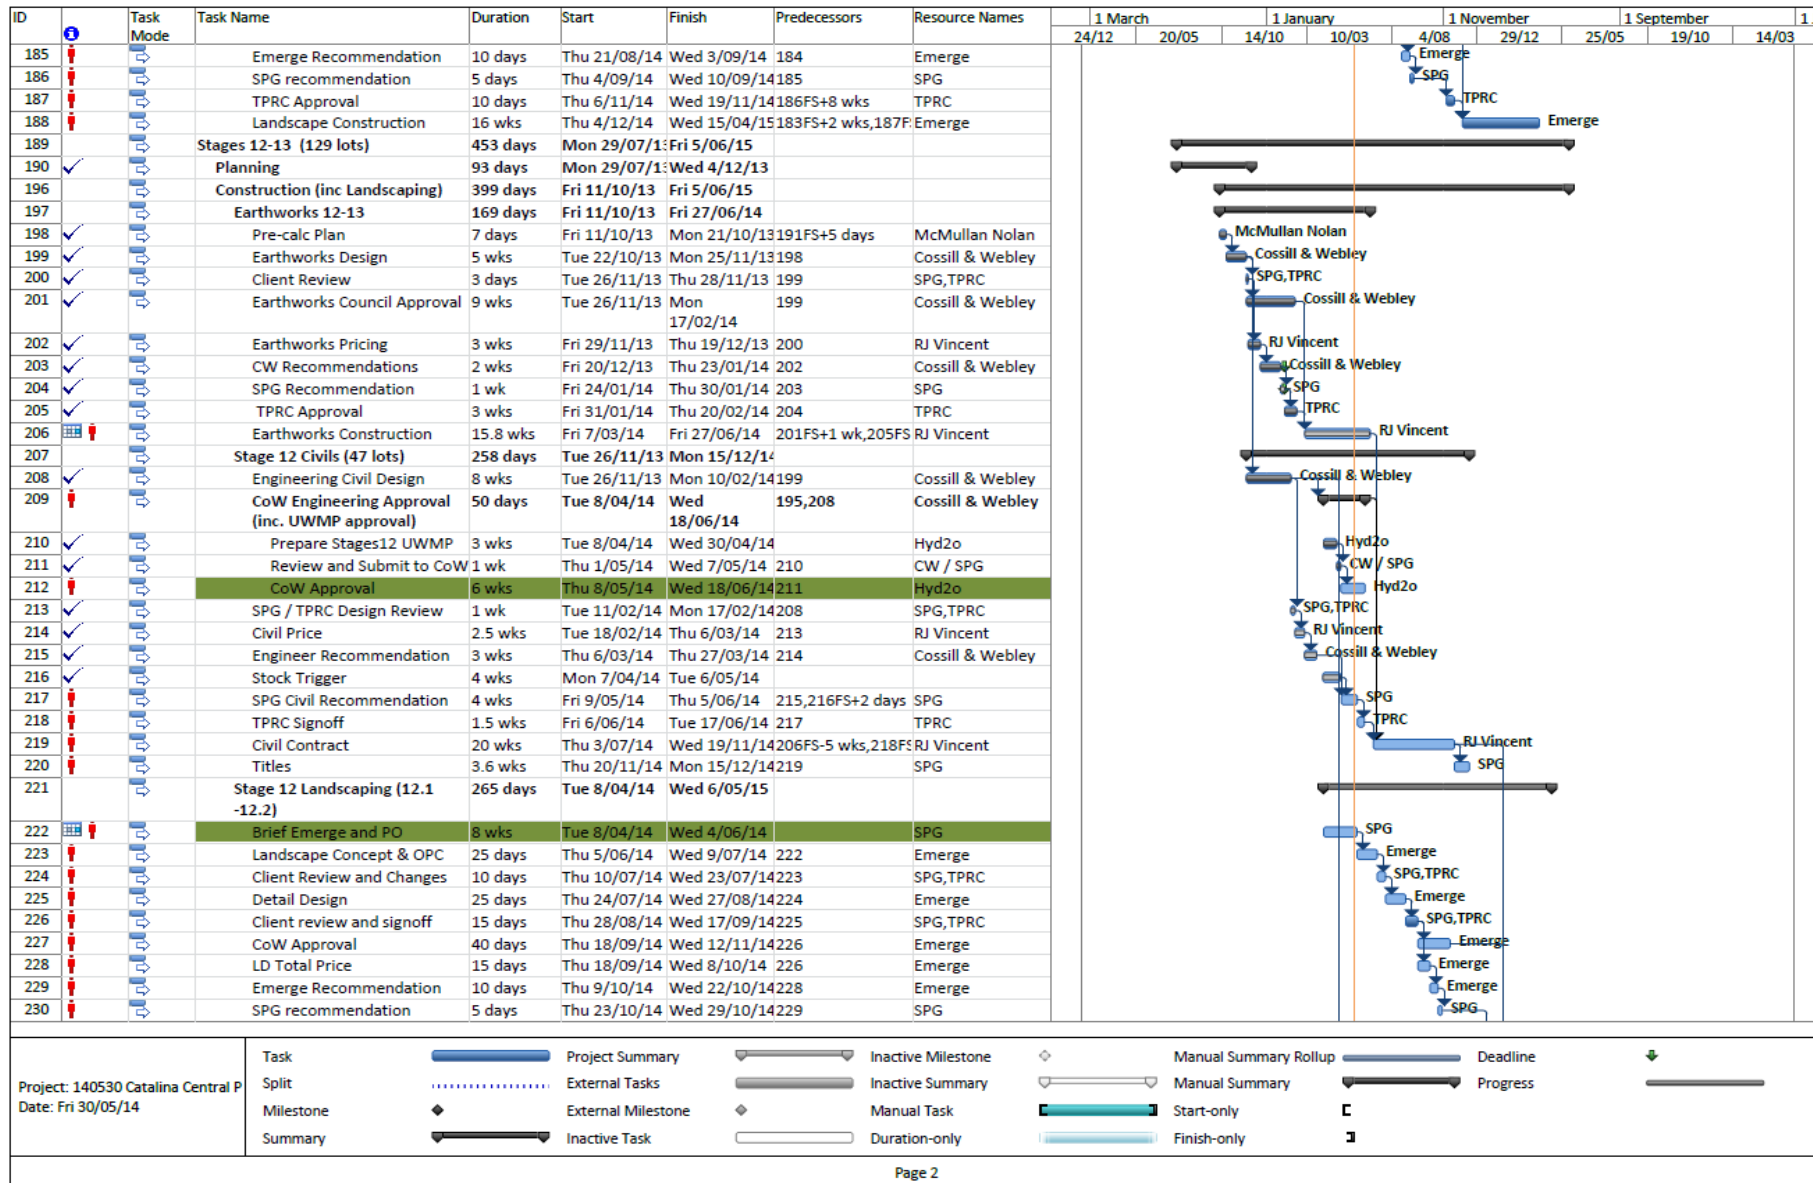 ID Task Mode Task Name Duration Start Finish Predecessors Resource Names
1 March 1 January 1 November 1 September 1
24/12 20/05 14/10 10/03 4/08 29/12 25/05 19/10 14/03
185 Emerge Recommendation 10 days Thu 21/08/14 Wed 3/09/14 184 Emerge Emerge
186 SPG recommendation 5 days Thu 4/09/14 Wed 10/09/14 185 SPG SPG
187 TPRC Approval 10 days Thu 6/11/14 Wed 19/11/14 186FS+8 wks TPRC TPRC
188 Landscape Construction 16 wks Thu 4/12/14 Wed 15/04/15 183FS+2 wks,187F Emerge Emerge
189 Stages 12-13 (129 lots) 453 days Mon 29/07/13 Fri 5/06/15
190 Planning 93 days Mon 29/07/13 Wed 4/12/13
196 Construction (inc Landscaping) 399 days Fri 11/10/13 Fri 5/06/15
197 Earthworks 12-13 169 days Fri 11/10/13 Fri 27/06/14
198 Pre-calc Plan 7 days Fri 11/10/13 Mon 21/10/13 191FS+5 days McMullan Nolan McMullan Nolan
199 Earthworks Design 5 wks Tue 22/10/13 Mon 25/11/13 198 Cossill & Webley Cossill & Webley
200 Client Review 3 days Tue 26/11/13 Thu 28/11/13 199 SPG,TPRC SPG,TPRC
201 Earthworks Council Approval 9 wks Tue 26/11/13 Mon 199 Cossill & Webley Cossill & Webley
17/02/14
202 Earthworks Pricing 3 wks Fri 29/11/13 Thu 19/12/13 200 RJ Vincent RJ Vincent
203 CW Recommendations 2 wks Fri 20/12/13 Thu 23/01/14 202 Cossill & Webley Cossill & Webley
204 SPG Recommendation 1 wk Fri 24/01/14 Thu 30/01/14 203 SPG SPG
205 TPRC Approval 3 wks Fri 31/01/14 Thu 20/02/14 204 TPRC TPRC
206 Earthworks Construction 15.8 wks Fri 7/03/14 Fri 27/06/14 201FS+1 wk,205FS RJ Vincent RJ Vincent
207 Stage 12 Civils (47 lots) 258 days Tue 26/11/13 Mon 15/12/14
208 Engineering Civil Design 8 wks Tue 26/11/13 Mon 10/02/14 199 Cossill & Webley Cossill & Webley
209 CoW Engineering Approval 50 days Tue 8/04/14 Wed 195,208 Cossill & Webley
(inc. UWMP approval) 18/06/14
210 Prepare Stages12 UWMP 3 wks Tue 8/04/14 Wed 30/04/14 Hyd2o Hyd2o
211 Review and Submit to CoW 1 wk Thu 1/05/14 Wed 7/05/14 210 CW / SPG CW / SPG
212 CoW Approval 6 wks Thu 8/05/14 Wed 18/06/14 211 Hyd2o Hyd2o
213 SPG / TPRC Design Review 1 wk Tue 11/02/14 Mon 17/02/14 208 SPG,TPRC SPG,TPRC
214 Civil Price 2.5 wks Tue 18/02/14 Thu 6/03/14 213 RJ Vincent RJ Vincent
215 Engineer Recommendation 3 wks Thu 6/03/14 Thu 27/03/14 214 Cossill & Webley Cossill & Webley
216 Stock Trigger 4 wks Mon 7/04/14 Tue 6/05/14
217 SPG Civil Recommendation 4 wks Fri 9/05/14 Thu 5/06/14 215,216FS+2 days SPG SPG
218 TPRC Signoff 1.5 wks Fri 6/06/14 Tue 17/06/14 217 TPRC TPRC
219 Civil Contract 20 wks Thu 3/07/14 Wed 19/11/14 206FS-5 wks,218FS RJ Vincent RJ Vincent
220 Titles 3.6 wks Thu 20/11/14 Mon 15/12/14 219 SPG SPG
221 Stage 12 Landscaping (12.1 265 days Tue 8/04/14 Wed 6/05/15
-12.2)
222 Brief Emerge and PO 8 wks Tue 8/04/14 Wed 4/06/14 SPG SPG
223 Landscape Concept & OPC 25 days Thu 5/06/14 Wed 9/07/14 222 Emerge Emerge
224 Client Review and Changes 10 days Thu 10/07/14 Wed 23/07/14 223 SPG,TPRC SPG,TPRC
225 Detail Design 25 days Thu 24/07/14 Wed 27/08/14 224 Emerge Emerge
226 Client review and signoff 15 days Thu 28/08/14 Wed 17/09/14 225 SPG,TPRC SPG,TPRC
227 CoW Approval 40 days Thu 18/09/14 Wed 12/11/14 226 Emerge Emerge
228 LD Total Price 15 days Thu 18/09/14 Wed 8/10/14 226 Emerge Emerge
229 Emerge Recommendation 10 days Thu 9/10/14 Wed 22/10/14 228 Emerge Emerge
230 SPG recommendation 5 days Thu 23/10/14 Wed 29/10/14 229 SPG SPG
Project: 140530 Catalina Central P
Date: Fri 30/05/14
Task Project Summary Inactive Milestone Manual Summary Rollup Deadline
Split External Tasks Inactive Summary Manual Summary Progress
Milestone External Milestone Manual Task Start-only
Summary Inactive Task Duration-only Finish-only
Page 2